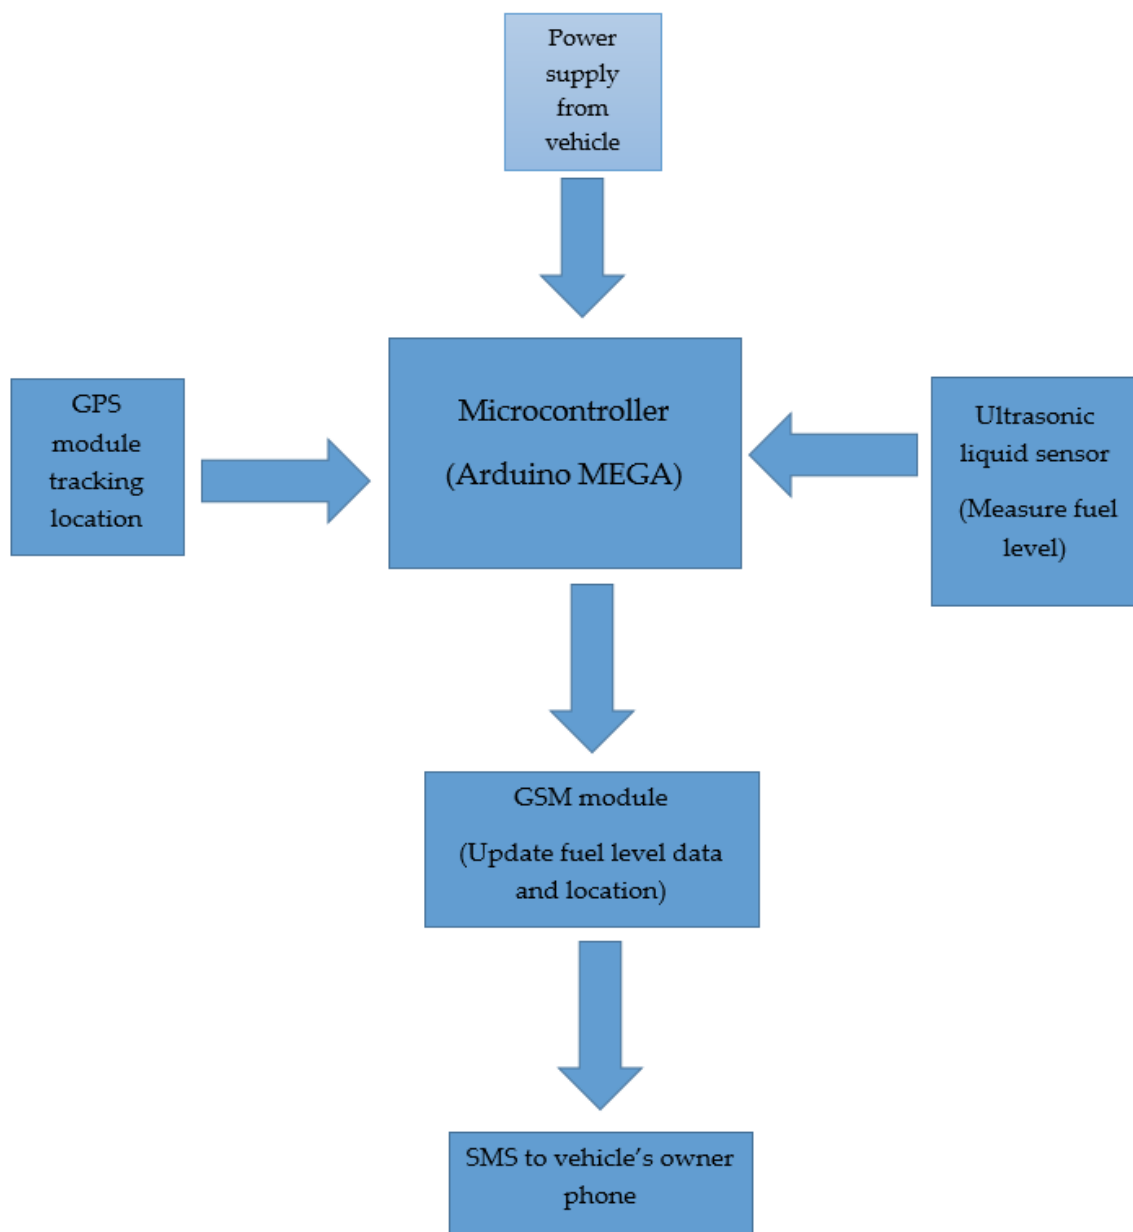 Power
supply
from
vehicle
GPS
module
tracking
location
Microcontroller
(Arduino MEGA)
Ultrasonic
liquid sensor
(Measure fuel
level)
GSM module
(Update fuel level data
and location)
SMS to vehicle’s owner
phone